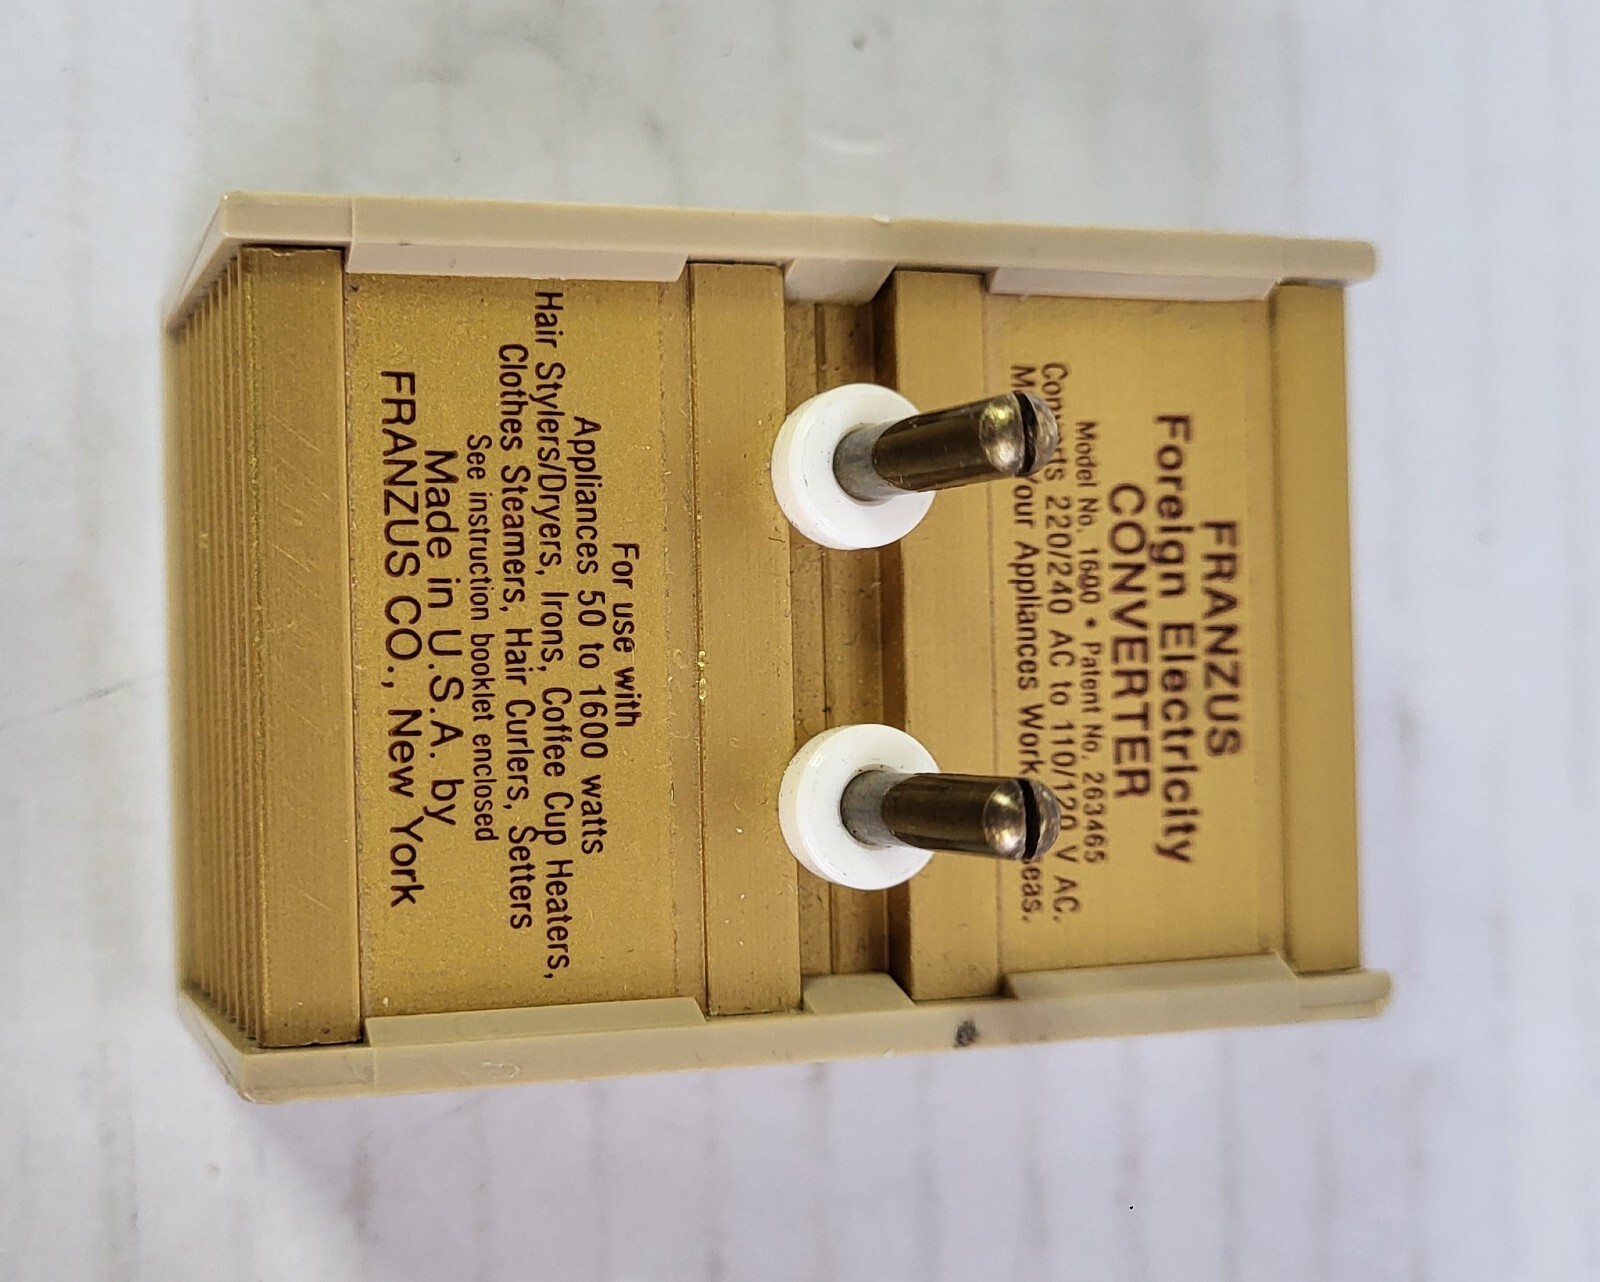 FRANZUS
Foreign Electricity
CONVERTER
Model No. 1600 • Patent No. 263465
Converts 220/240 AC to 110/120 V AC.
Your Appliances Work
For use with
Appliances 50 to 1600 watts
Hair Stylers/Dryers, Irons, Coffee Cup Heaters,
Clothes Steamers, Hair Curlers, Setters
See instruction booklet enclosed
Made in U.S.A. by
FRANZUS CO., New York